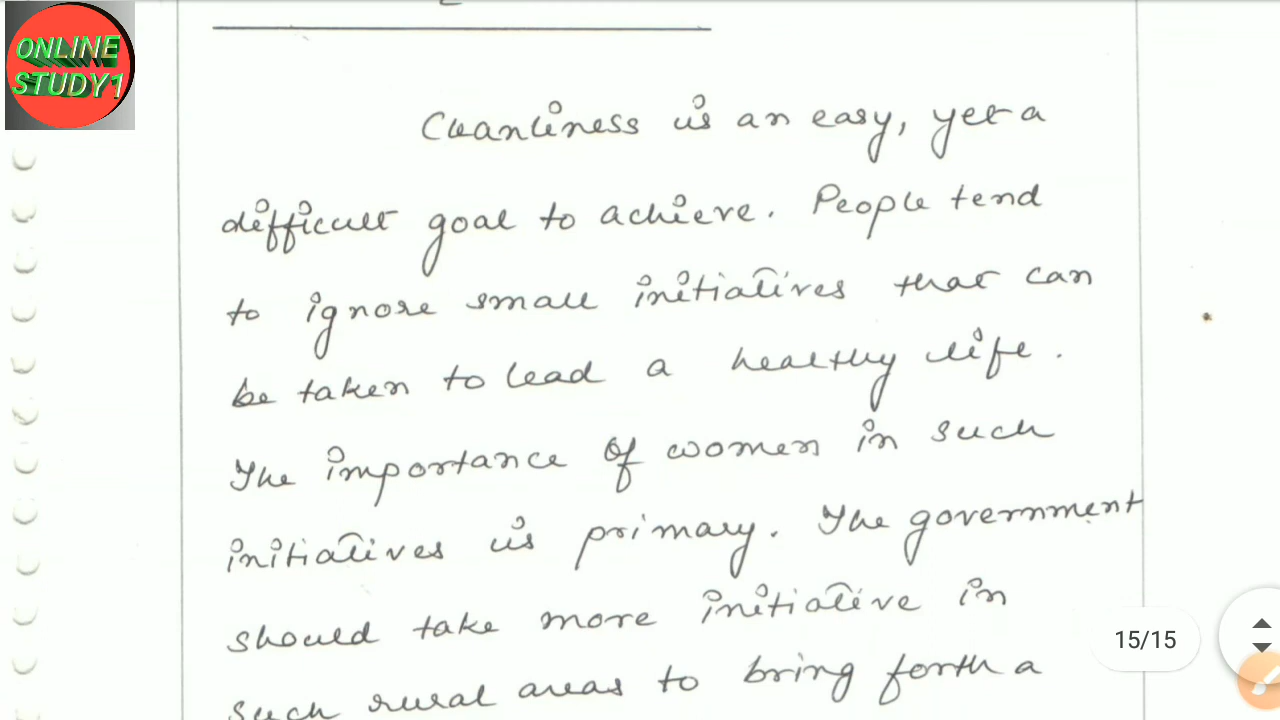 ONLINE
STUDY1
Cleanliness is an easy, yet a
difficult goal to achieve. People tend
to ignore small initiatives that can
be taken to lead a healthy life.
The importance of women in such
initiatives is primary. The government
should take more initiative in
such rural areas to bring forth a
15/15